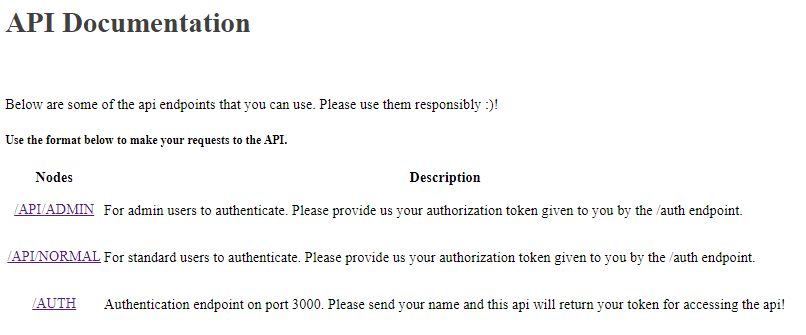 API Documentation
Below are some of the api endpoints that you can use. Please use them responsibly :)!
Use the format below to make your requests to the API.
Nodes Description
/API/ADMIN For admin users to authenticate. Please provide us your authorization token given to you by the /auth endpoint.
/API/NORMAL For standard users to authenticate. Please provide us your authorization token given to you by the /auth endpoint.
/AUTH Authentication endpoint on port 3000. Please send your name and this api will return your token for accessing the api!